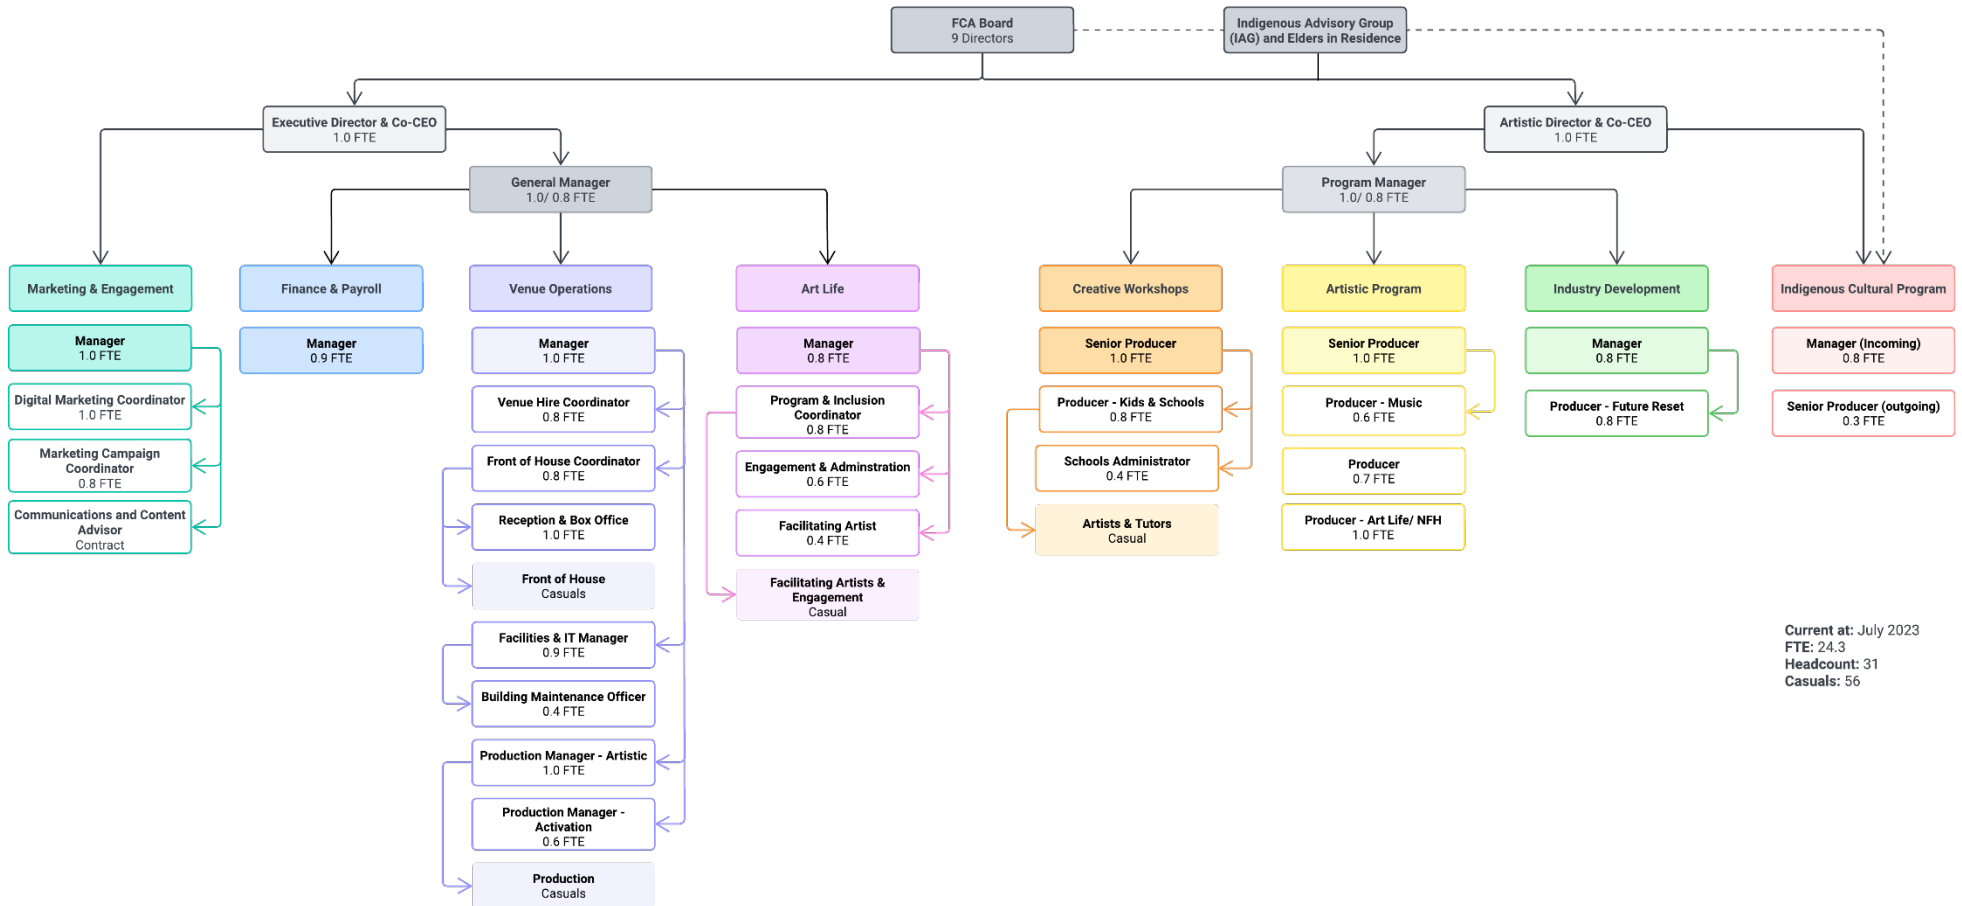 FCA Board
9 Directors
Indigenous Advisory Group
(IAG) and Elders in Residence
Executive Director & Co-CEO
1.0 FTE
Artistic Director & Co-CEO
1.0 FTE
General Manager
1.0/ 0.8 FTE
Program Manager
1.0/ 0.8 FTE
Marketing & Engagement
Manager
1.0 FTE
Digital Marketing Coordinator
1.0 FTE
Marketing Campaign
Coordinator
0.8 FTE
Communications and Content
Advisor
Contract
Finance & Payroll
Manager
0.9 FTE
Venue Operations
Manager
1.0 FTE
Venue Hire Coordinator
0.8 FTE
Front of House Coordinator
0.8 FTE
Reception & Box Office
1.0 FTE
Front of House
Casuals
Facilities & IT Manager
0.9 FTE
Building Maintenance Officer
0.4 FTE
Production Manager - Artistic
1.0 FTE
Production Manager -
Activation
0.6 FTE
Production
Casuals
Art Life
Manager
0.8 FTE
Program & Inclusion
Coordinator
0.8 FTE
Engagement & Adminstration
0.6 FTE
Facilitating Artist
0.4 FTE
Facilitating Artists &
Engagement
Casual
Creative Workshops
Senior Producer
1.0 FTE
Producer - Kids & Schools
0.8 FTE
Schools Administrator
0.4 FTE
Artists & Tutors
Casual
Artistic Program
Senior Producer
1.0 FTE
Producer - Music
0.6 FTE
Producer
0.7 FTE
Producer - Art Life/ NFH
1.0 FTE
Industry Development
Manager
0.8 FTE
Producer - Future Reset
0.8 FTE
Indigenous Cultural Program
Manager (Incoming)
0.8 FTE
Senior Producer (outgoing)
0.3 FTE
Current at: July 2023
FTE: 24.3
Headcount: 31
Casuals: 56